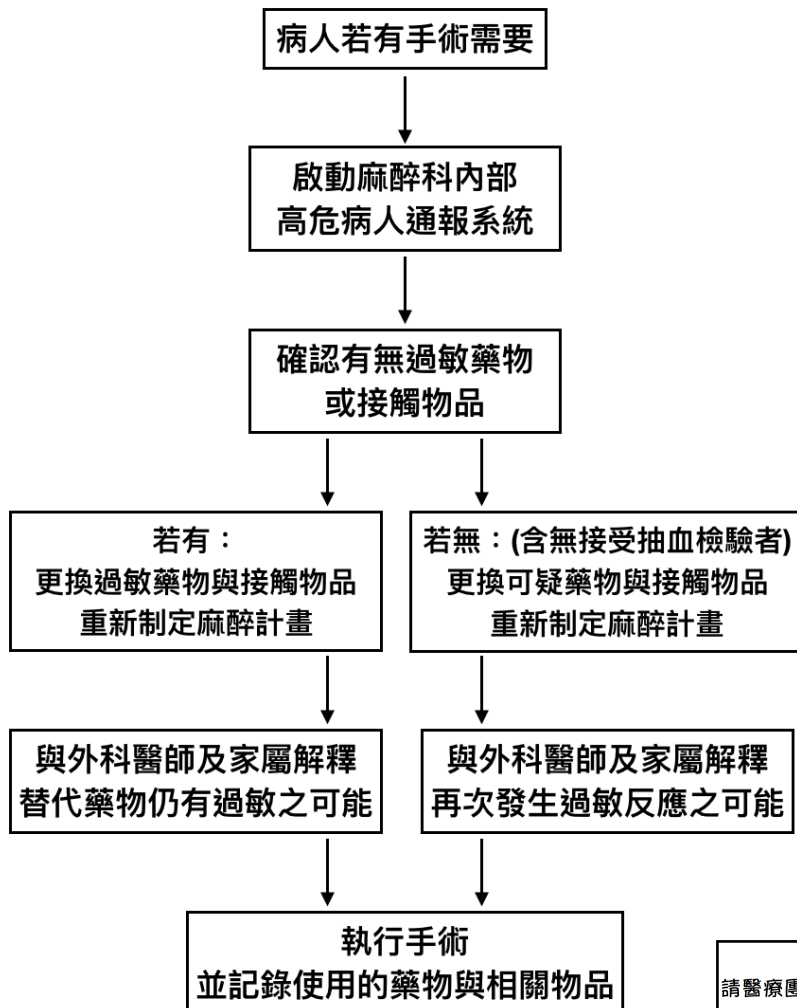 病人若有手術需要
啟動麻醉科內部
高危病人通報系統
確認有無過敏藥物
或接觸物品
若有：
更換過敏藥物與接觸物品
重新制定麻醉計畫
若無：(含無接受抽血檢驗者)
更換可疑藥物與接觸物品
重新制定麻醉計畫
與外科醫師及家屬解釋
替代藥物仍有過敏之可能
與外科醫師及家屬解釋
再次發生過敏反應之可能
執行手術
並記錄使用的藥物與相關物品
請醫療